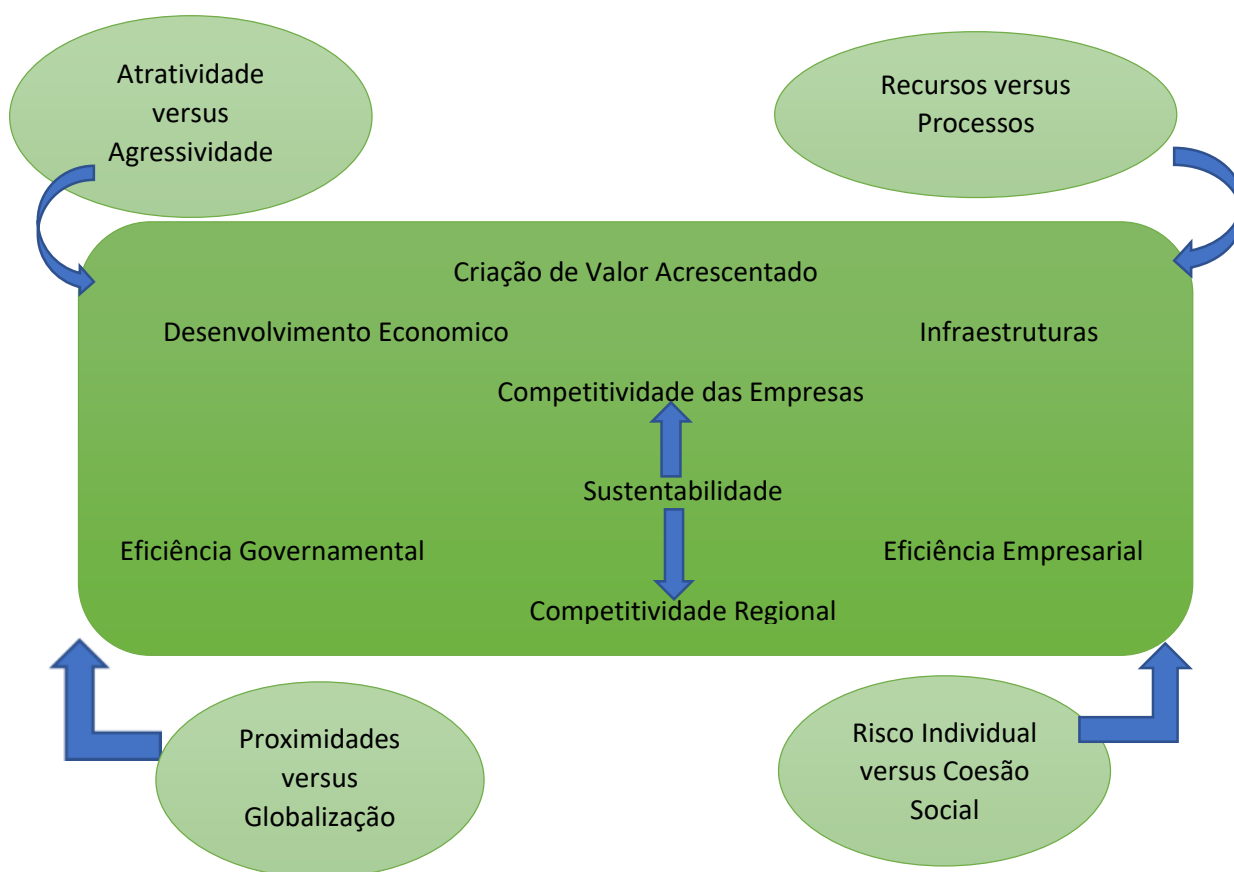 Atratividade
versus
Agressividade
Recursos versus
Processos
Criação de Valor Acrescentado
Desenvolvimento Economico
Infraestruturas
Competitividade das Empresas
Sustentabilidade
Eficiência Governamental
Eficiência Empresarial
Competitividade Regional
Proximidades
versus
Globalização
Risco Individual
versus Coesão
Social